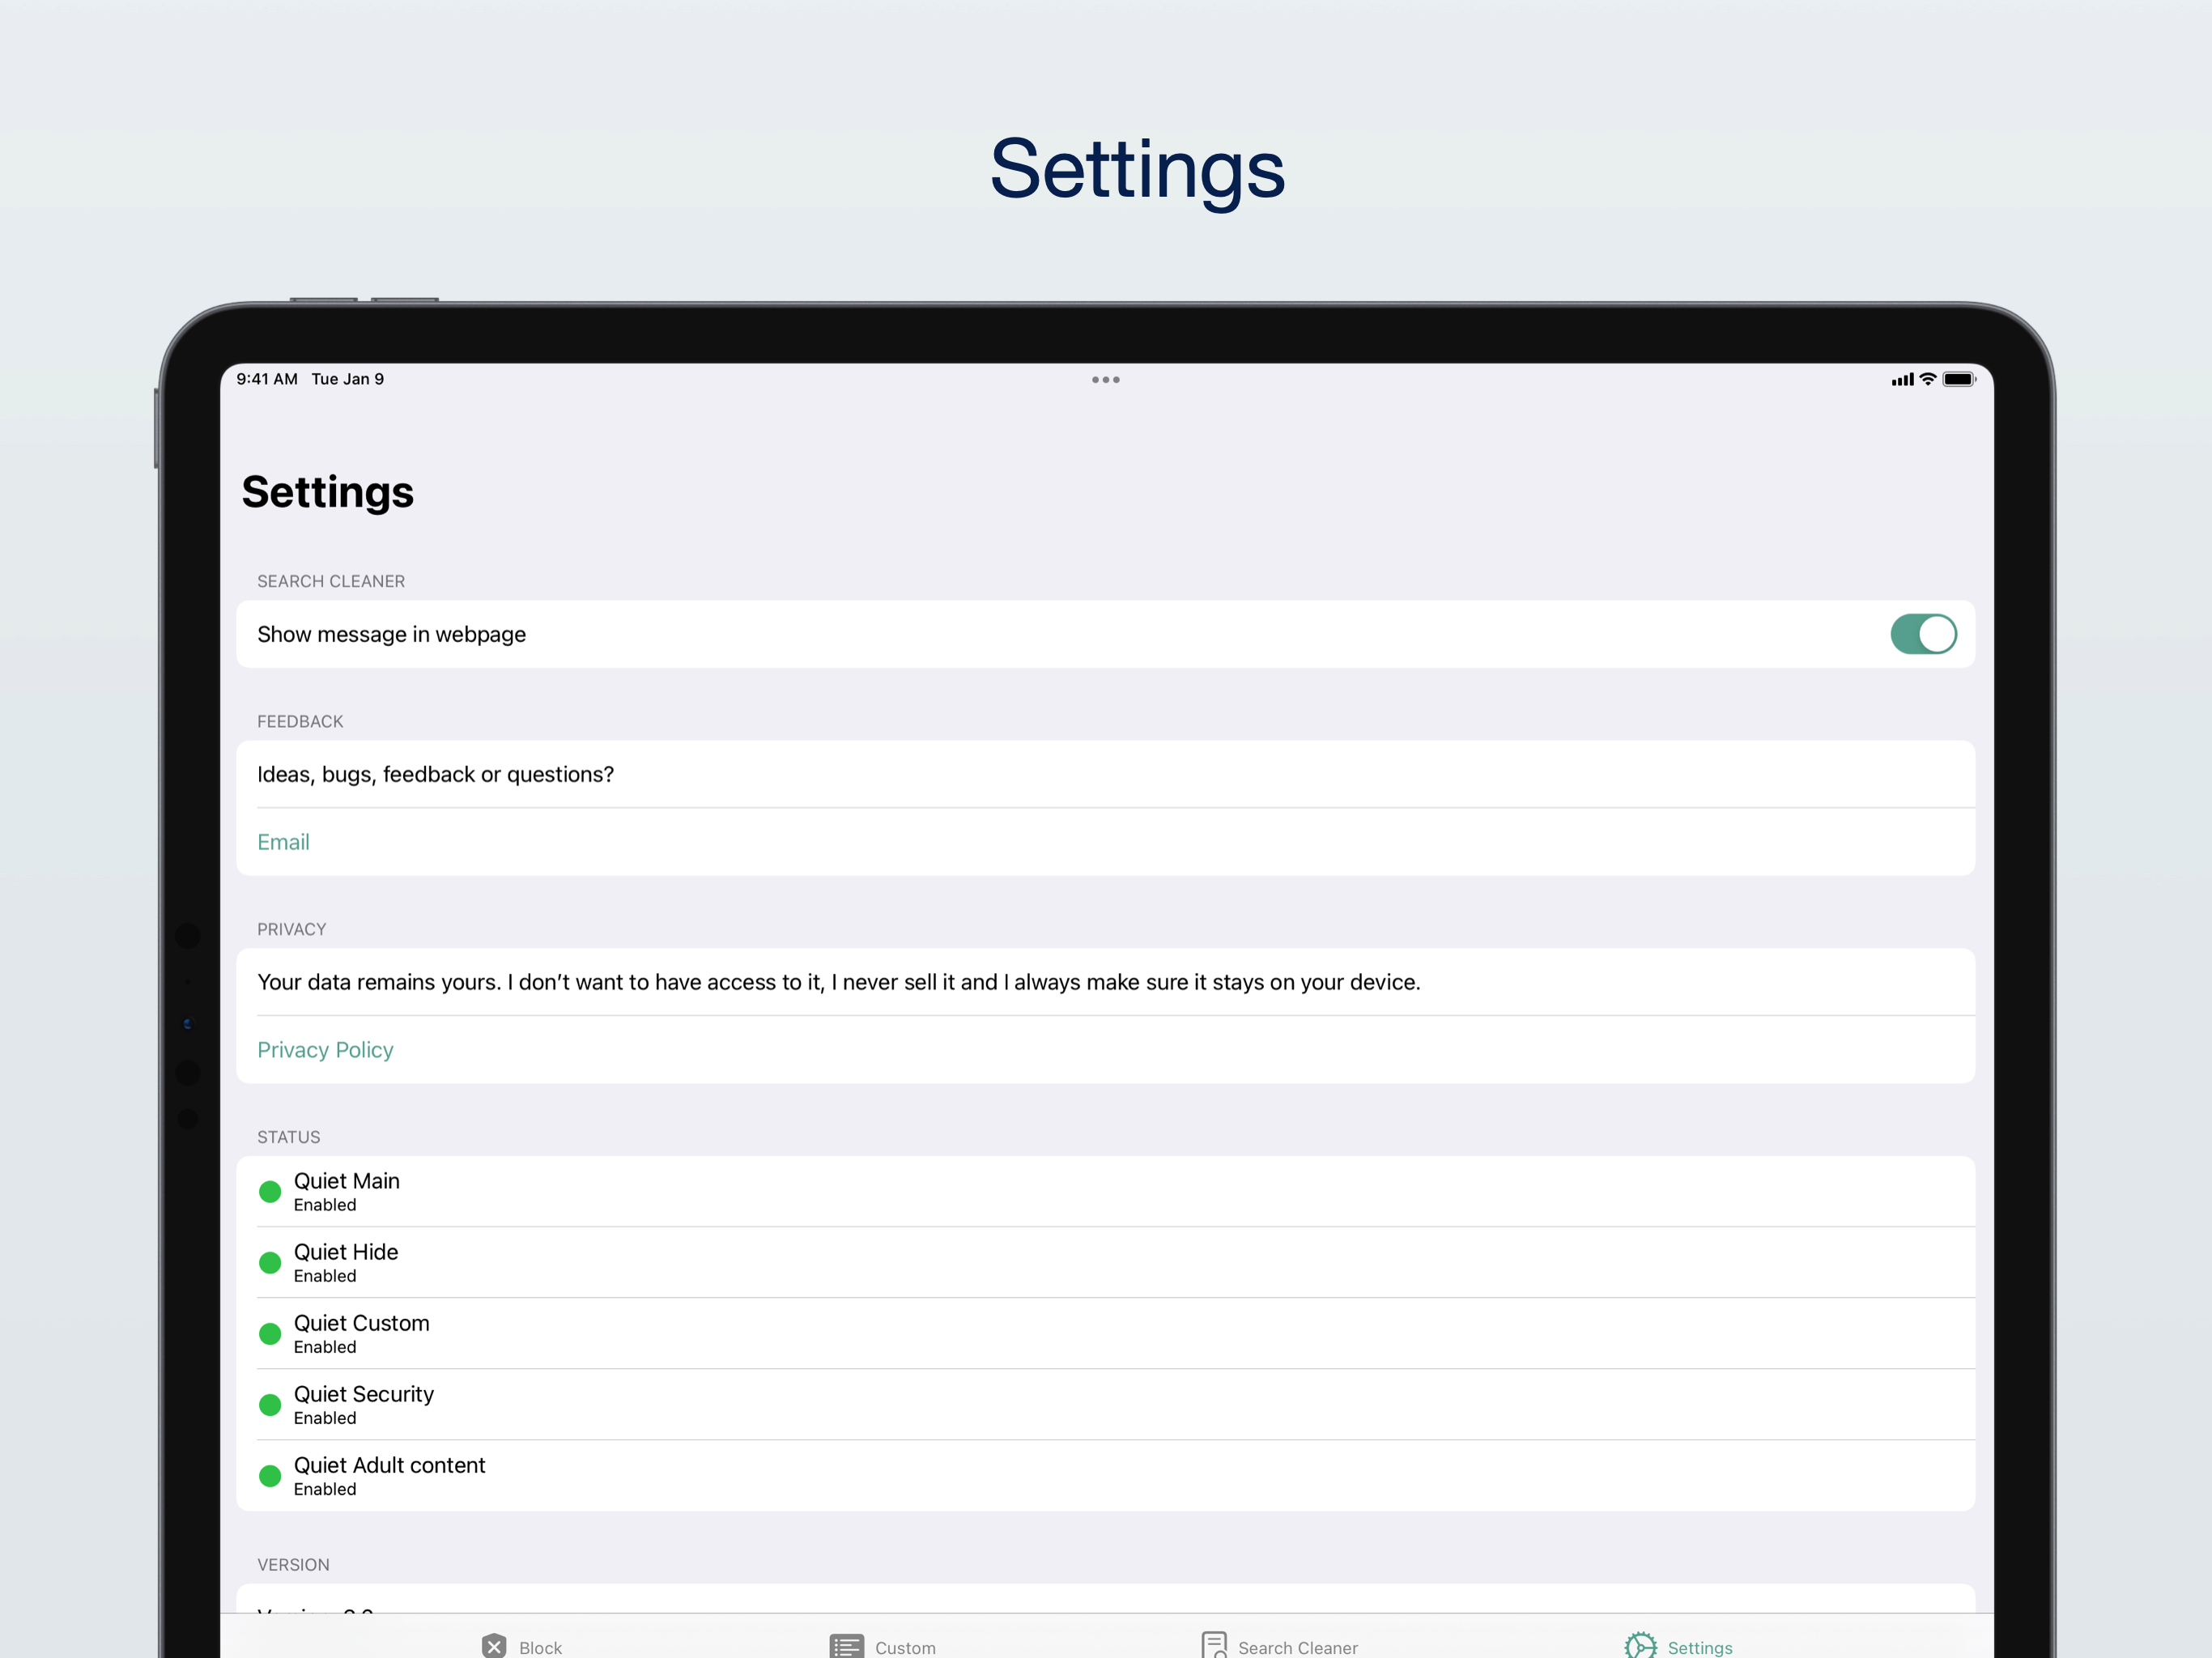 Settings
9:41 AM Tue Jan 9
Settings
SEARCH CLEANER
Show message in webpage
FEEDBACK
Ideas, bugs, feedback or questions?
Email
PRIVACY
Your data remains yours. I don’t want to have access to it, I never sell it and I always make sure it stays on your device.
Privacy Policy
STATUS
Quiet Main
Enabled
Quiet Hide
Enabled
Quiet Custom
Enabled
Quiet Security
Enabled
Quiet Adult content
Enabled
VERSION
Block Custom Search Cleaner Settings